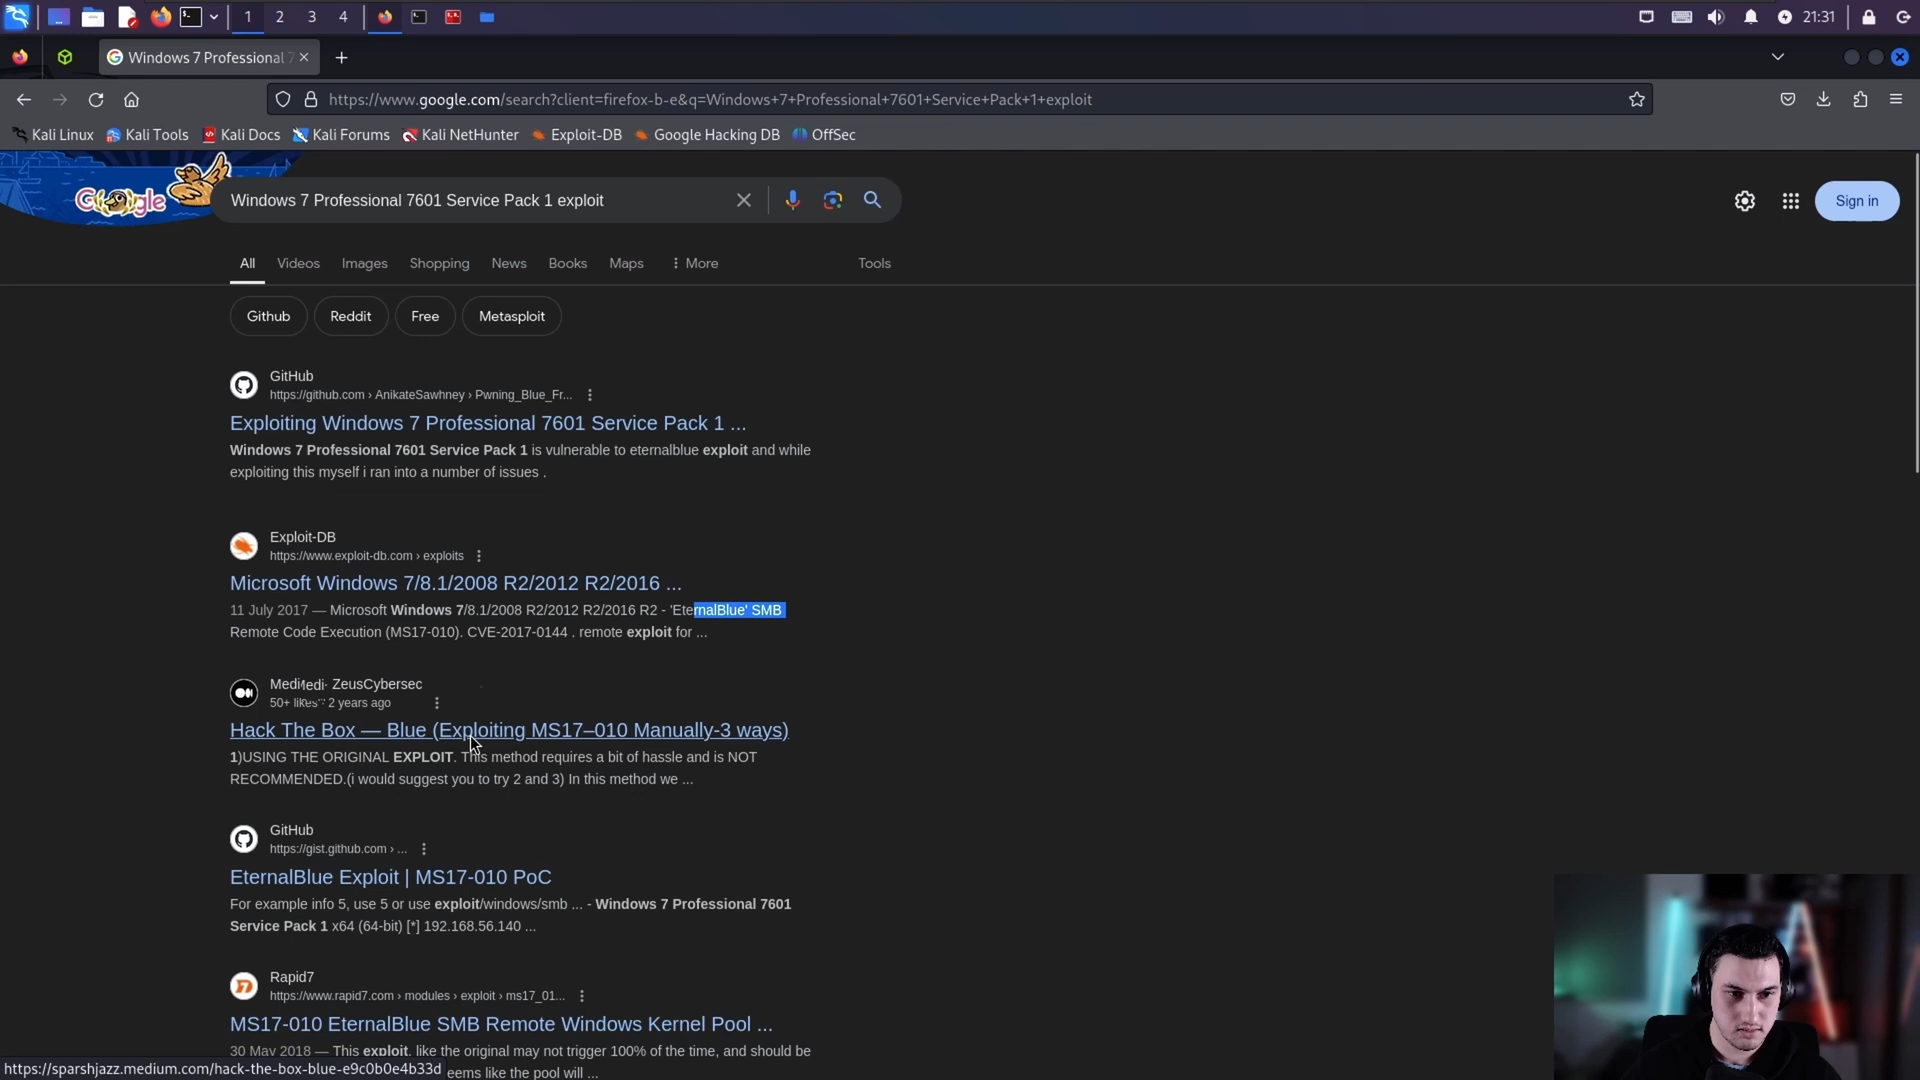 1 2 3 4
21:31
Windows 7 Professional 7
https://www.google.com/search?client=firefox-b-e&q=Windows+7+Professional+7601+Service+Pack+1+exploit
Kali Linux Kali Tools Kali Docs Kali Forums Kali NetHunter Exploit-DB Google Hacking DB OffSec
Windows 7 Professional 7601 Service Pack 1 exploit
Sign in
All Videos Images Shopping News Books Maps More Tools
Github Reddit Free Metasploit
GitHub
https://github.com › AnikateSawhney › Pwning_Blue_Fr...
Exploiting Windows 7 Professional 7601 Service Pack 1 ...
Windows 7 Professional 7601 Service Pack 1 is vulnerable to eternalblue exploit and while
exploiting this myself i ran into a number of issues .
Exploit-DB
https://www.exploit-db.com › exploits
Microsoft Windows 7/8.1/2008 R2/2012 R2/2016 ...
11 July 2017 — Microsoft Windows 7/8.1/2008 R2/2012 R2/2016 R2 - 'EternalBlue' SMB
Remote Code Execution (MS17-010). CVE-2017-0144 . remote exploit for ...
ZeusCybersec
50+ likes 2 years ago
Hack The Box — Blue (Exploiting MS17–010 Manually-3 ways)
1)USING THE ORIGINAL EXPLOIT. This method requires a bit of hassle and is NOT
RECOMMENDED.(i would suggest you to try 2 and 3) In this method we ...
GitHub
https://gist.github.com › ...
EternalBlue Exploit | MS17-010 PoC
For example info 5, use 5 or use exploit/windows/smb ... - Windows 7 Professional 7601
Service Pack 1 x64 (64-bit) [*] 192.168.56.140 ...
Rapid7
https://www.rapid7.com › modules › exploit › ms17_01...
MS17-010 EternalBlue SMB Remote Windows Kernel Pool ...
30 May 2018 — This exploit, like the original may not trigger 100% of the time, and should be
https://sparshjazz.medium.com/hack-the-box-blue-e9c0b0e4b33d eems like the pool will ...